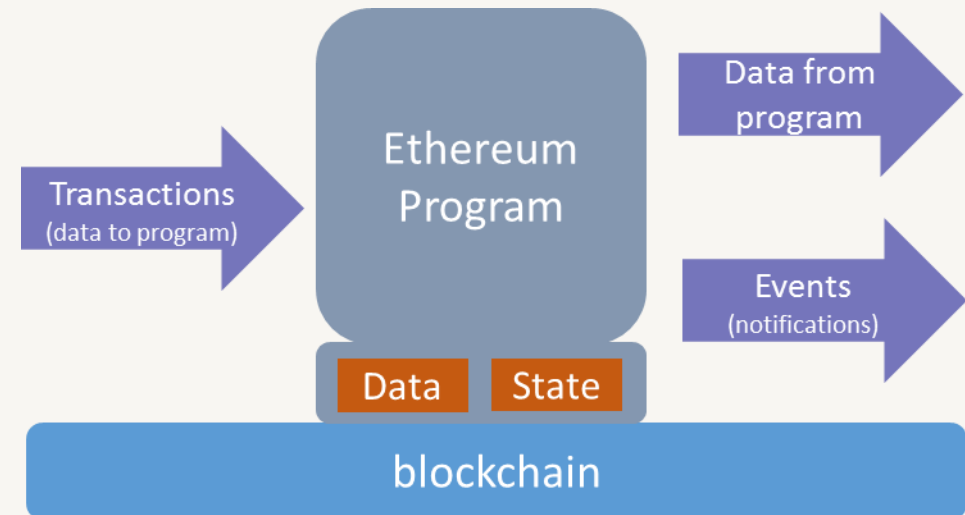 Transactions
(data to program)
Ethereum
Program
Data from
program
Events
(notifications)
Data
State
blockchain